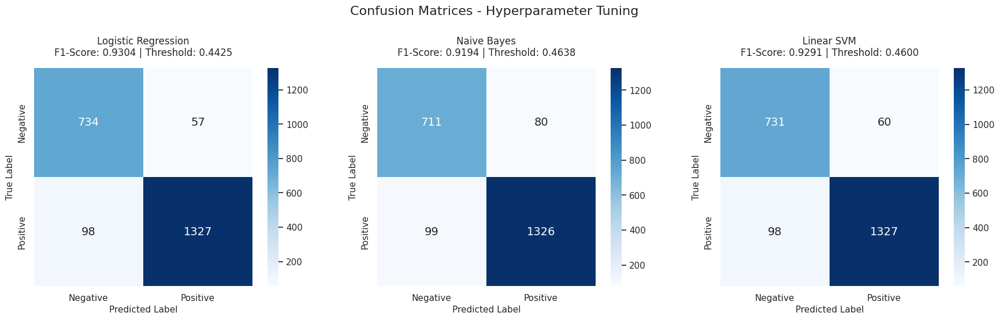 Confusion Matrices - Hyperparameter Tuning
Logistic Regression
F1-Score: 0.9304 | Threshold: 0.4425
True Label
Negative
Positive
734
57
98
1327
Negative
Positive
Predicted Label
1200
1000
800
600
400
200
Naive Bayes
F1-Score: 0.9194 | Threshold: 0.4638
True Label
Negative
Positive
711
80
99
1326
Negative
Positive
Predicted Label
1200
1000
800
600
400
200
Linear SVM
F1-Score: 0.9291 | Threshold: 0.4600
True Label
Negative
Positive
731
60
98
1327
Negative
Positive
Predicted Label
1200
1000
800
600
400
200